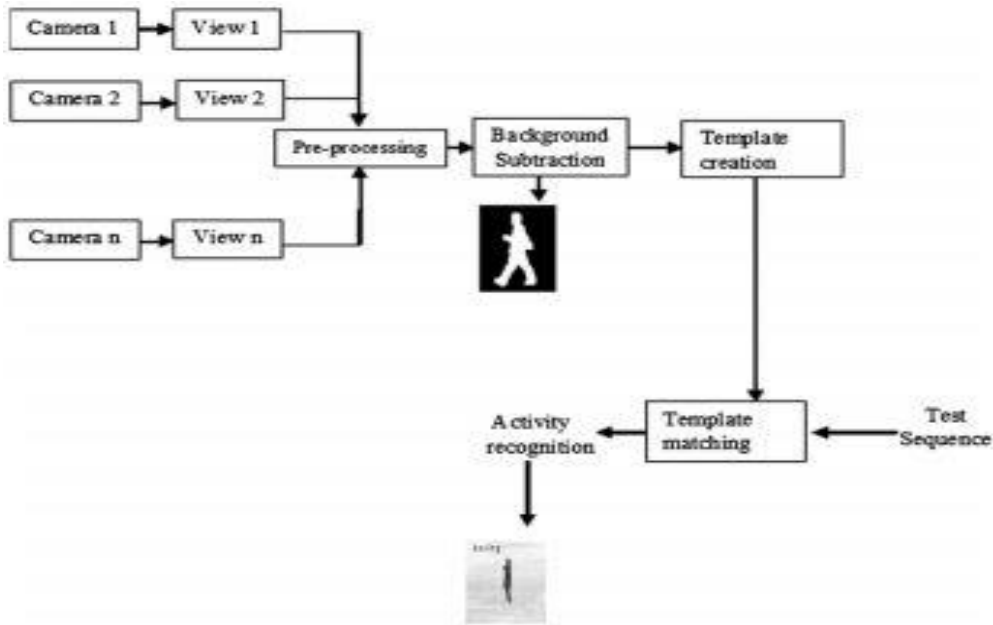 Camera 1
View 1
Camera 2
View 2
Pre-processing
Background
Subtraction
Template
creation
Camera n
View n
Activity
recognition
Template
matching
Test
Sequence